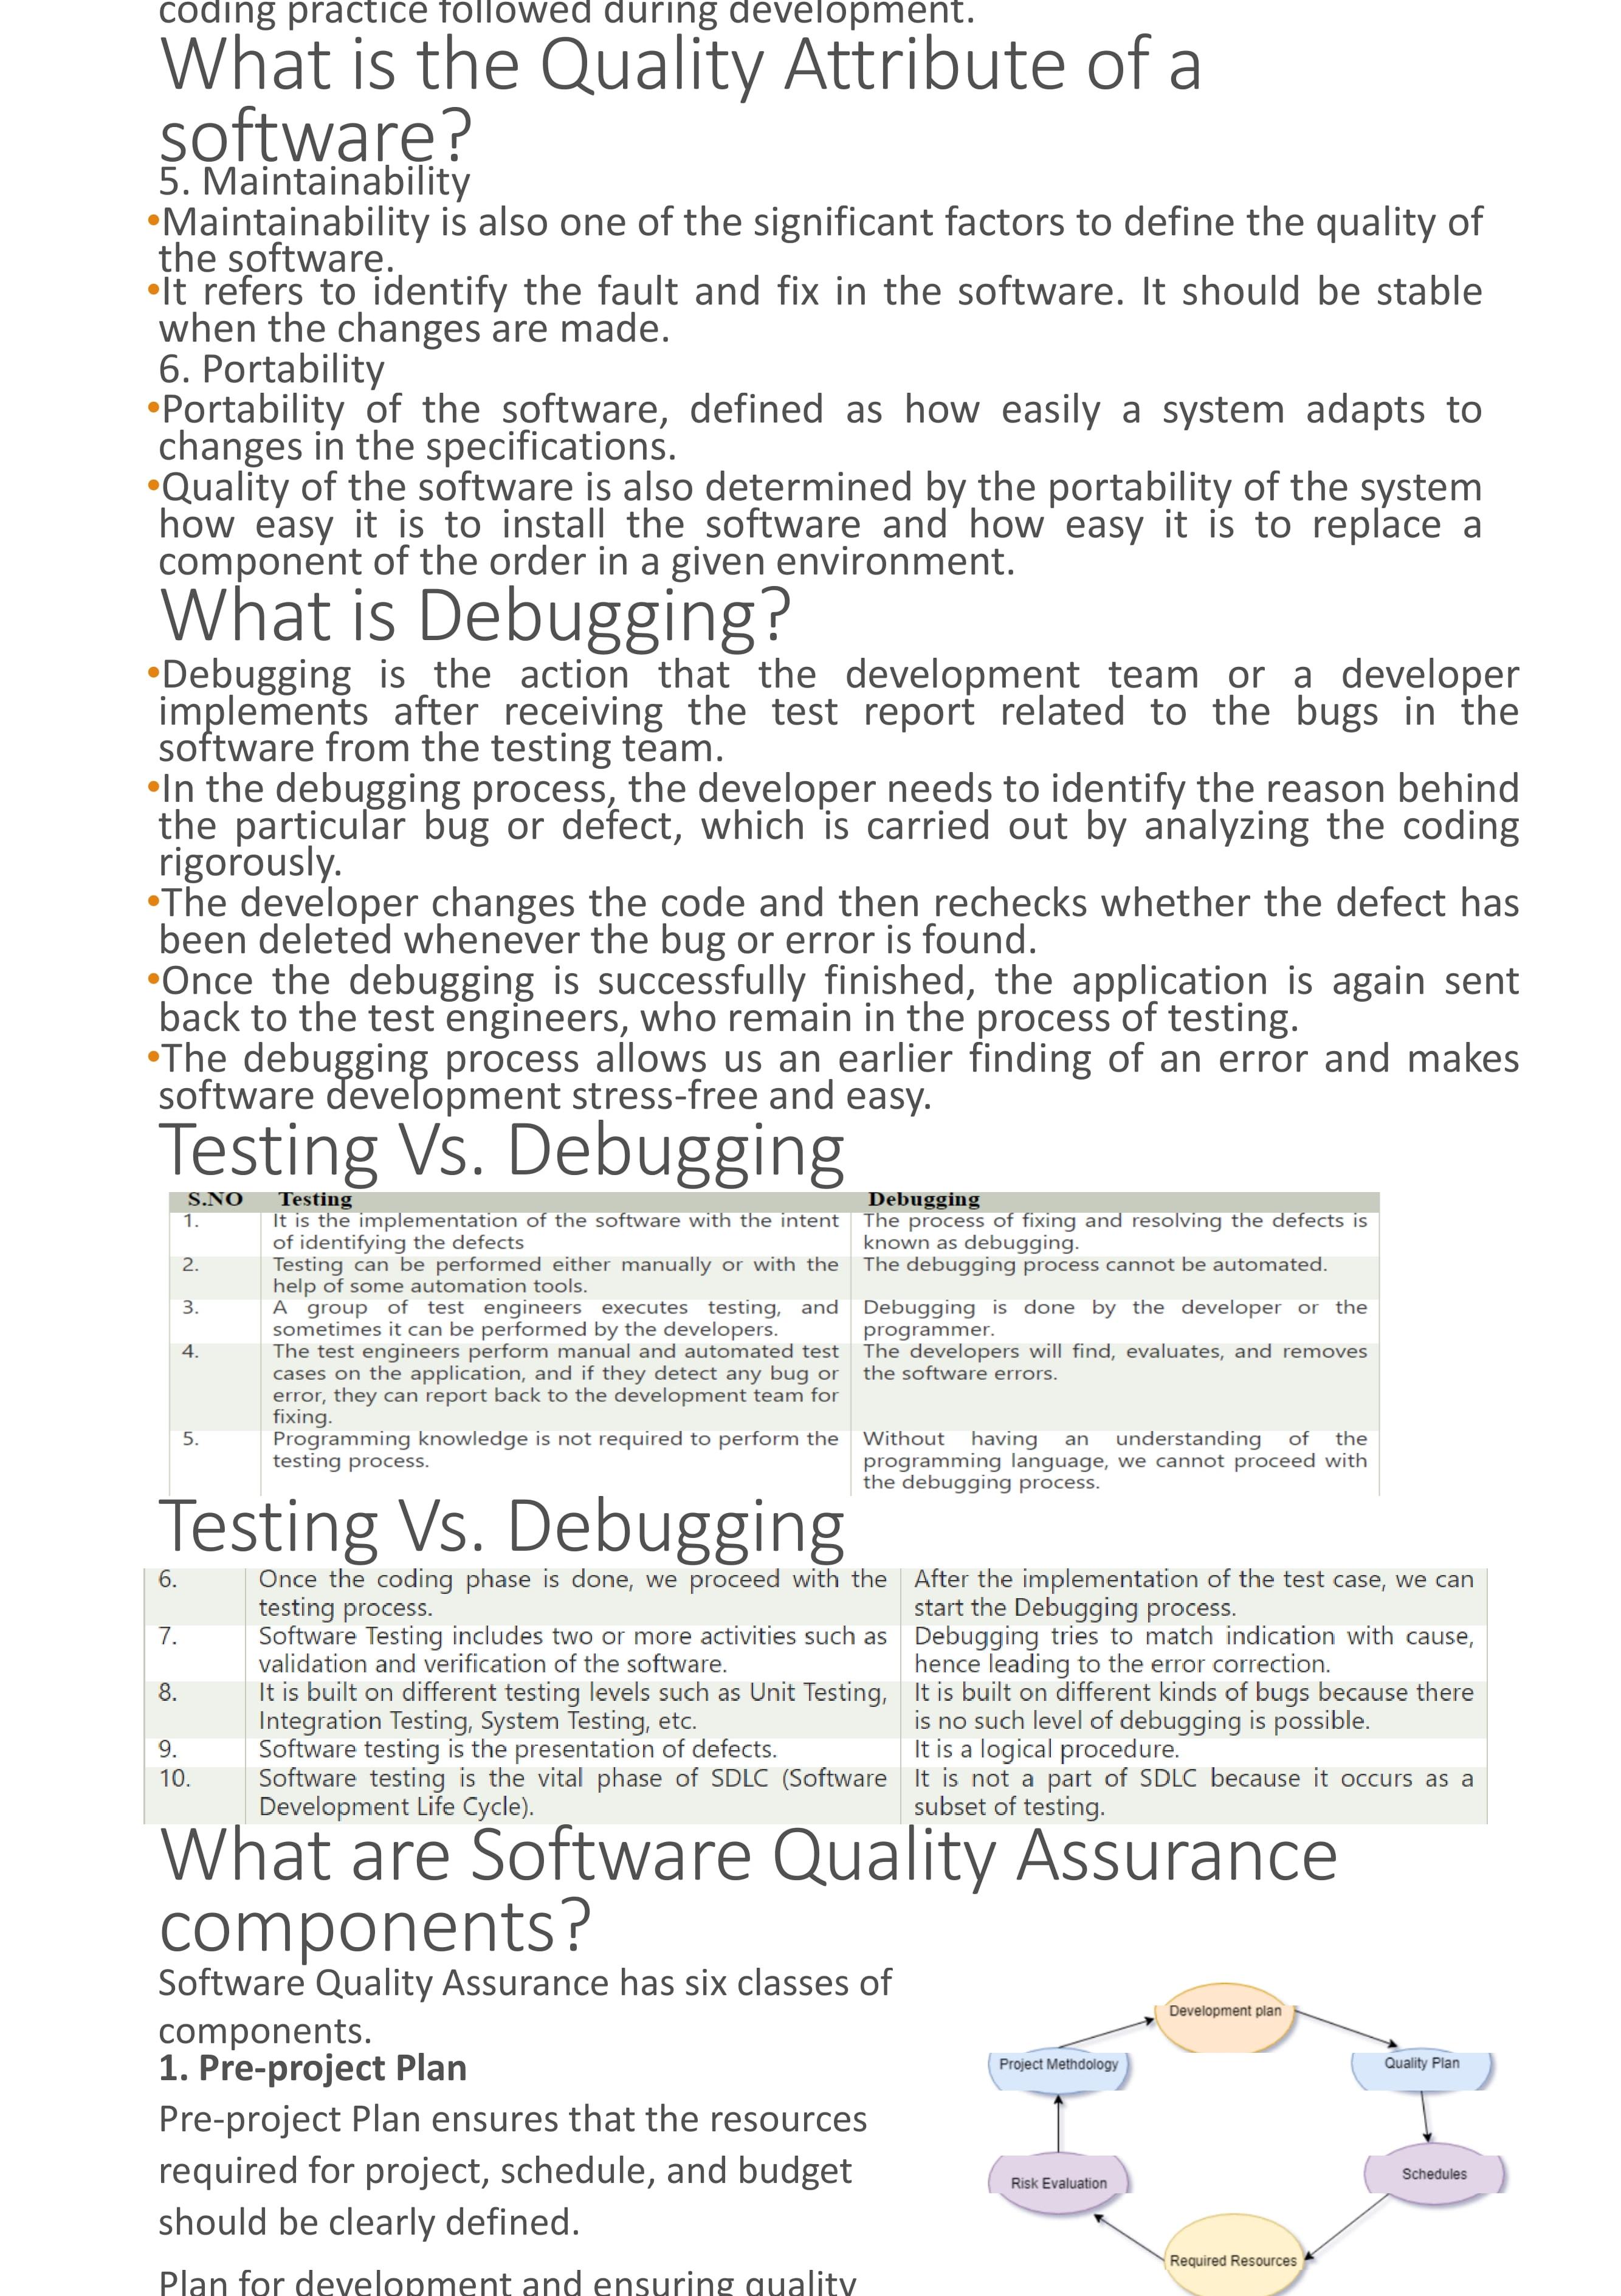 coding practice followed during development.
What is the Quality Attribute of a
software?
5. Maintainability
•Maintainability is also one of the significant factors to define the quality of
the software.
•It refers to identify the fault and fix in the software. It should be stable
when the changes are made.
6. Portability
•Portability of the software, defined as how easily a system adapts to
changes in the specifications.
•Quality of the software is also determined by the portability of the system
how easy it is to install the software and how easy it is to replace a
component of the order in a given environment.
What is Debugging?
•Debugging is the action that the development team or a developer
implements after receiving the test report related to the bugs in the
software from the testing team.
•In the debugging process, the developer needs to identify the reason behind
the particular bug or defect, which is carried out by analyzing the coding
rigorously.
•The developer changes the code and then rechecks whether the defect has
been deleted whenever the bug or error is found.
•Once the debugging is successfully finished, the application is again sent
back to the test engineers, who remain in the process of testing.
•The debugging process allows us an earlier finding of an error and makes
software development stress-free and easy.
Testing Vs. Debugging
S.NO Testing Debugging
1. It is the implementation of the software with the intent The process of fixing and resolving the defects is
of identifying the defects known as debugging.
2. Testing can be performed either manually or with the The debugging process cannot be automated.
help of some automation tools.
3. A group of test engineers executes testing, and Debugging is done by the developer or the
sometimes it can be performed by the developers. programmer.
4. The test engineers perform manual and automated test The developers will find, evaluates, and removes
cases on the application, and if they detect any bug or the software errors.
error, they can report back to the development team for
fixing.
5. Programming knowledge is not required to perform the Without having an understanding of the
testing process. programming language, we cannot proceed with
the debugging process.
Testing Vs. Debugging
6. Once the coding phase is done, we proceed with the After the implementation of the test case, we can
testing process. start the Debugging process.
7. Software Testing includes two or more activities such as Debugging tries to match indication with cause,
validation and verification of the software. hence leading to the error correction.
8. It is built on different testing levels such as Unit Testing, It is built on different kinds of bugs because there
Integration Testing, System Testing, etc. is no such level of debugging is possible.
9. Software testing is the presentation of defects. It is a logical procedure.
10. Software testing is the vital phase of SDLC (Software It is not a part of SDLC because it occurs as a
Development Life Cycle). subset of testing.
What are Software Quality Assurance
components?
Software Quality Assurance has six classes of
components.
1. Pre-project Plan
Pre-project Plan ensures that the resources
required for project, schedule, and budget
should be clearly defined.
Plan for development and ensuring quality
Development plan
Project Methdology
Quality Plan
Risk Evaluation
Schedules
Required Resources